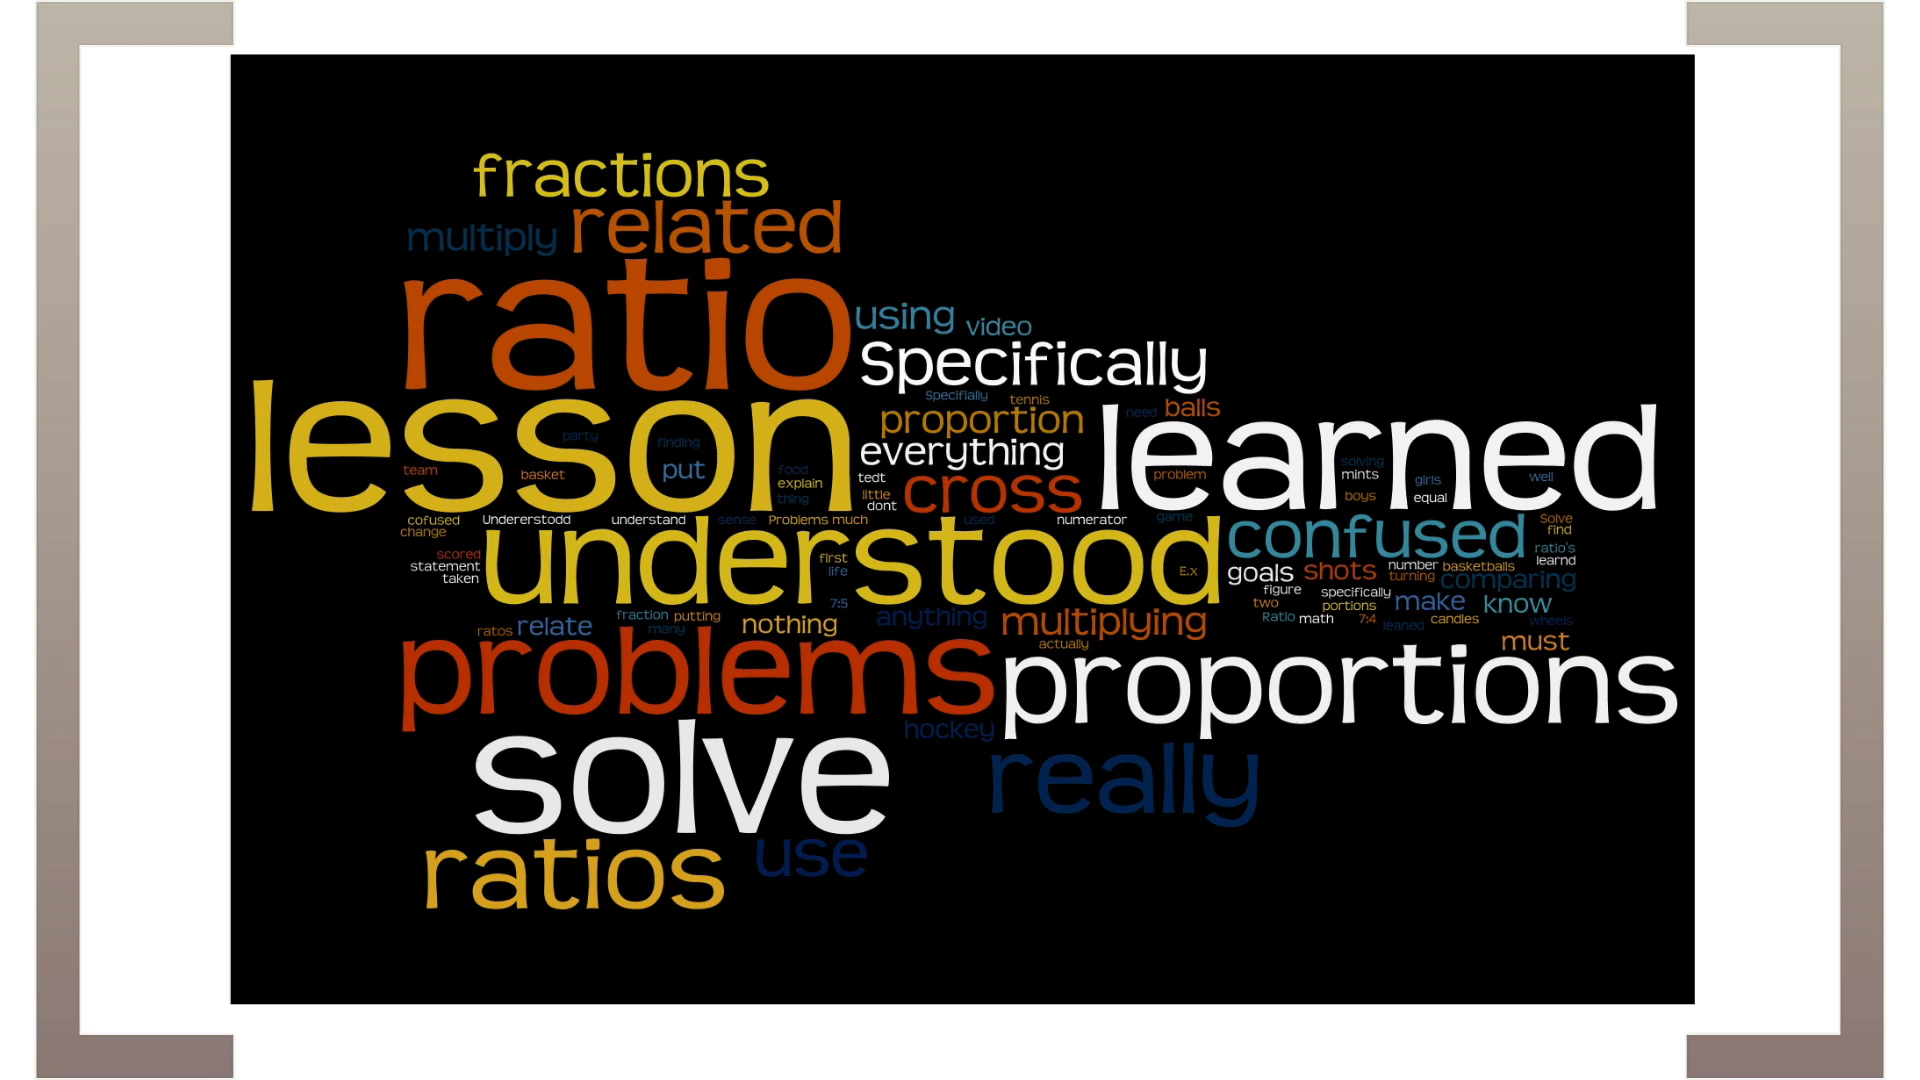 fractions
multiply related
ratio
using video
Specifically
Specifially tennis
lesson
proportion
need balls
learned
everything
party finding
team basket put food explain thing
tedt little dont
cross
problem
solving mints girls well
boys equal
cofused Undererstodd understand sense Problems much used numerator game
change
understood
confused
Solve find
scored statement taken
first life
E.x
ratio's learnd
goals shots number basketballs
turning comparing
figure specifically
two portions make know
7:5
fraction putting
anything
multiplying
Ratio math 7:4 leaned candles wheels
ratos relate many nothing
actually
must
problems
proportions
hockey
solve
really
ratios use